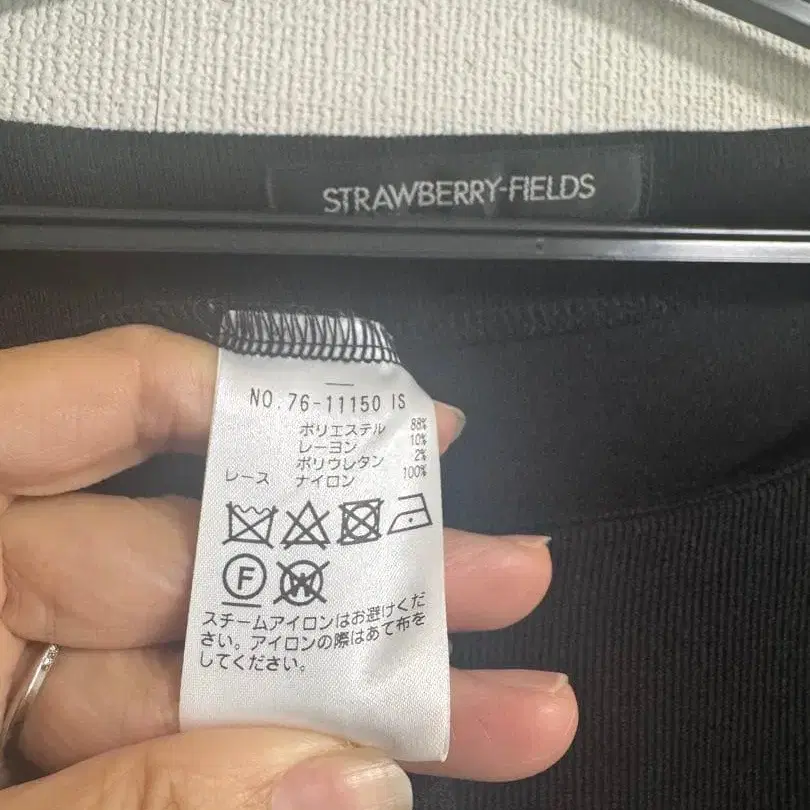 STRAWBERRY-FIELDS
NO.76-11150 IS
ポリエステル 88%
レーヨン 10%
ポリウレタン 2%
レース ナイロン 100%
F
W
スチームアイロンはお避けくだ
さい。アイロンの際はあて布を
してください。